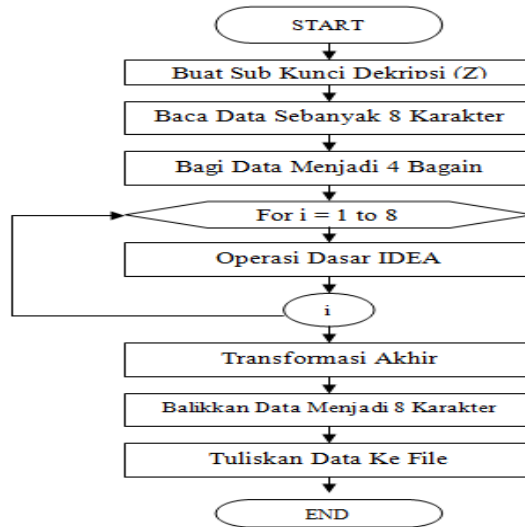 START
Buat Sub Kunci Dekripsi (Z)
Baca Data Sebanyak 8 Karakter
Bagi Data Menjadi 4 Bagain
For i = 1 to 8
Operasi Dasar IDEA
i
Transformasi Akhir
Balikkan Data Menjadi 8 Karakter
Tuliskan Data Ke File
END